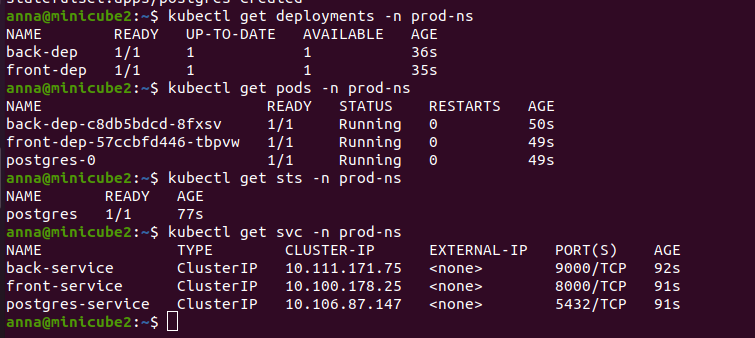 statefulset.apps/postgres created
anna@minicube2:~$ kubectl get deployments -n prod-ns
NAME READY UP-TO-DATE AVAILABLE AGE
back-dep 1/1 1 1 36s
front-dep 1/1 1 1 35s
anna@minicube2:~$ kubectl get pods -n prod-ns
NAME READY STATUS RESTARTS AGE
back-dep-c8db5bdcd-8fxsv 1/1 Running 0 50s
front-dep-57ccbfd446-tbpvw 1/1 Running 0 49s
postgres-0 1/1 Running 0 49s
anna@minicube2:~$ kubectl get sts -n prod-ns
NAME READY AGE
postgres 1/1 77s
anna@minicube2:~$ kubectl get svc -n prod-ns
NAME TYPE CLUSTER-IP EXTERNAL-IP PORT(S) AGE
back-service ClusterIP 10.111.171.75 <none> 9000/TCP 92s
front-service ClusterIP 10.100.178.25 <none> 8000/TCP 91s
postgres-service ClusterIP 10.106.87.147 <none> 5432/TCP 91s
anna@minicube2:~$